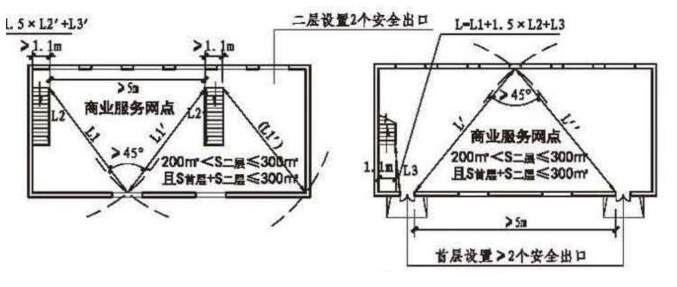 1.5×L2'+L3'
二层设置2个安全出口
L=L1+1.5×L2+L3
≥1.1m
≥1.1m
≥5m
商业服务网点
L2
L2'
L1
L1'
(L1')
≥45°
200㎡<S二层≤300㎡
且S首层+S二层≤300㎡
≥45°
L'
L''
商业服务网点
200㎡<S二层≤300㎡
且S首层+S二层≤300㎡
1.1m
L3
≥5m
首层设置≥2个安全出口